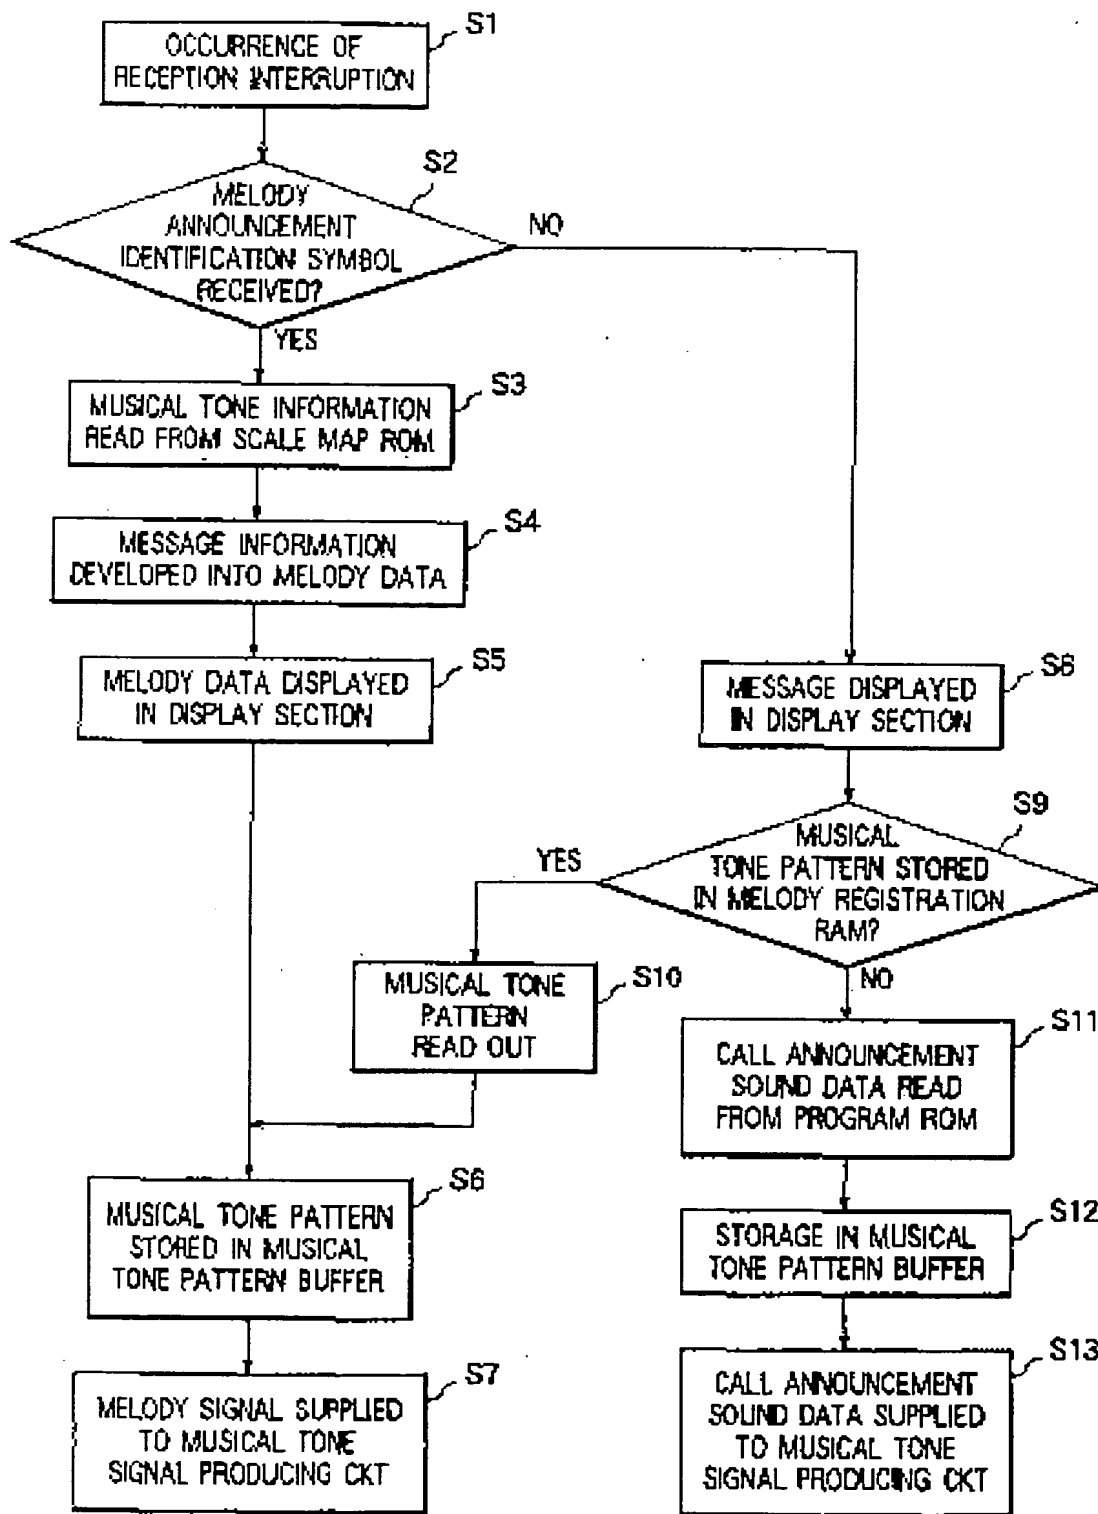 S1
OCCURRENCE OF
RECEPTION INTERRUPTION
S2
MELODY
ANNOUNCEMENT
IDENTIFICATION SYMBOL
RECEIVED?
NO
YES
S3
MUSICAL TONE INFORMATION
READ FROM SCALE MAP ROM
S4
MESSAGE INFORMATION
DEVELOPED INTO MELODY DATA
S5
MELODY DATA DISPLAYED
IN DISPLAY SECTION
S8
MESSAGE DISPLAYED
IN DISPLAY SECTION
S9
MUSICAL
TONE PATTERN STORED
IN MELODY REGISTRATION
RAM?
YES
NO
S10
MUSICAL TONE
PATTERN
READ OUT
S11
CALL ANNOUNCEMENT
SOUND DATA READ
FROM PROGRAM ROM
S6
MUSICAL TONE PATTERN
STORED IN MUSICAL
TONE PATTERN BUFFER
S12
STORAGE IN MUSICAL
TONE PATTERN BUFFER
S7
MELODY SIGNAL SUPPLIED
TO MUSICAL TONE
SIGNAL PRODUCING CKT
S13
CALL ANNOUNCEMENT
SOUND DATA SUPPLIED
TO MUSICAL TONE
SIGNAL PRODUCING CKT